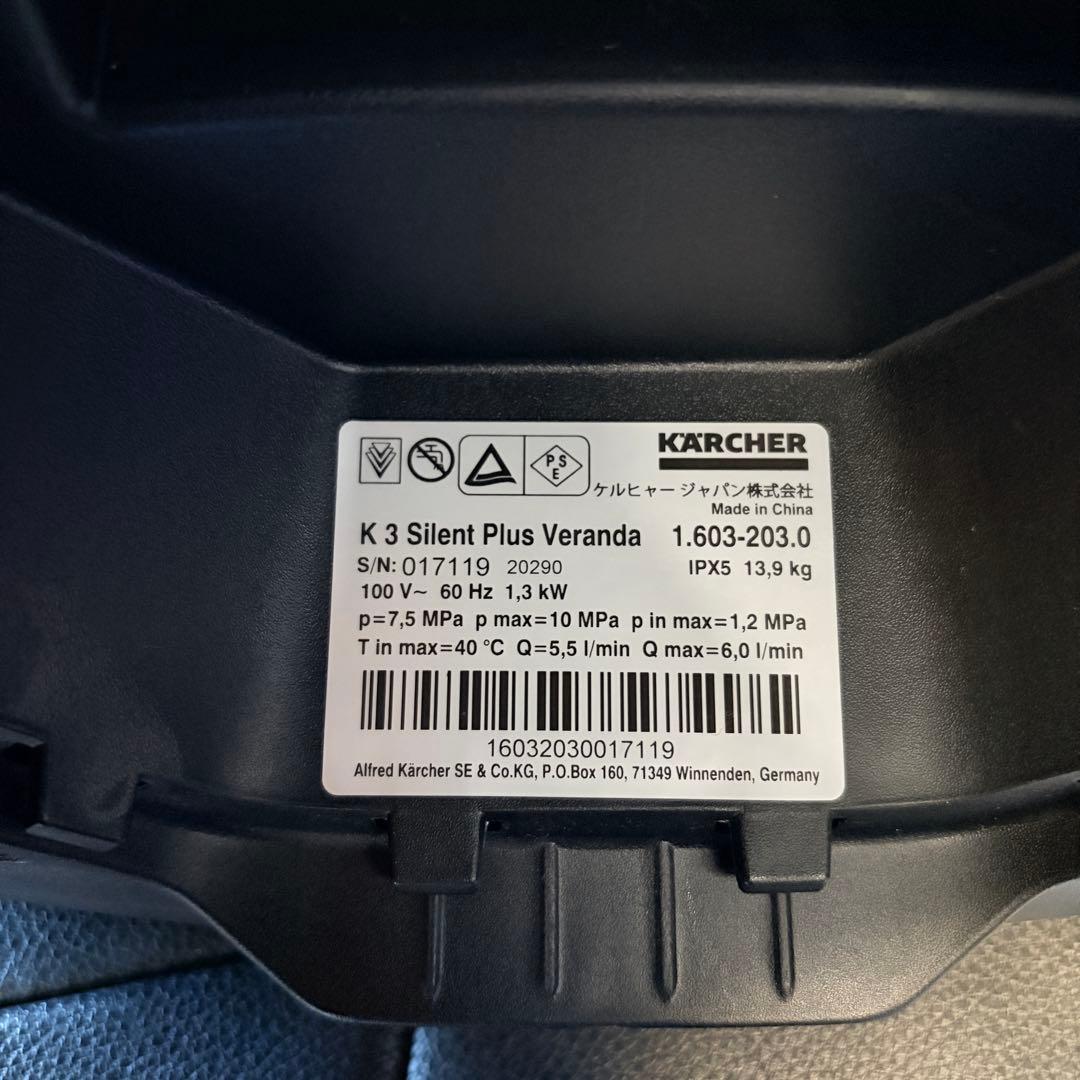 PSE
KÄRCHER
ケルヒャー ジャパン株式会社
Made in China
K 3 Silent Plus Veranda 1.603-203.0
S/N: 017119 20290 IPX5 13,9 kg
100 V~ 60 Hz 1,3 kW
p=7,5 MPa p max=10 MPa p in max=1,2 MPa
T in max=40 °C Q=5,5 l/min Q max=6,0 l/min
16032030017119
Alfred Kärcher SE & Co.KG, P.O.Box 160, 71349 Winnenden, Germany